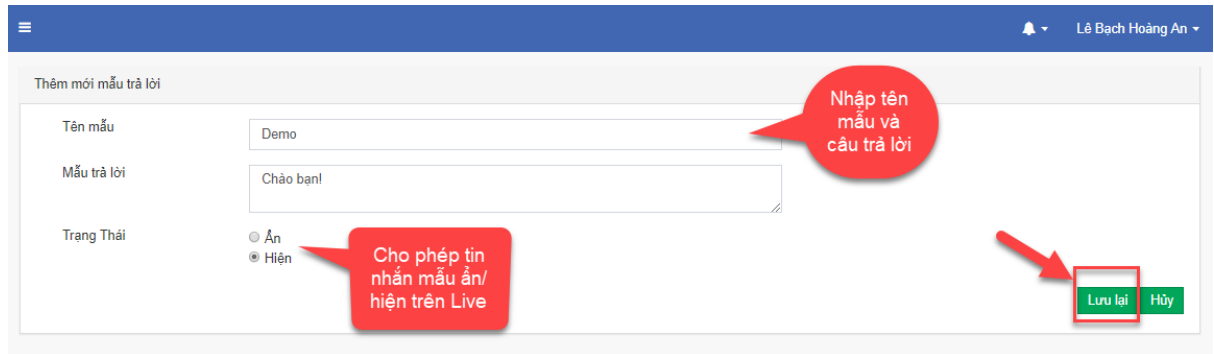 Lê Bạch Hoàng An
Thêm mới mẫu trả lời
Tên mẫu
Demo
Nhập tên
mẫu và
câu trả lời
Mẫu trả lời
Chào bạn!
Trạng Thái
Ẩn
Hiện
Cho phép tin
nhắn mẫu ẩn/
hiện trên Live
Lưu lại
Hủy